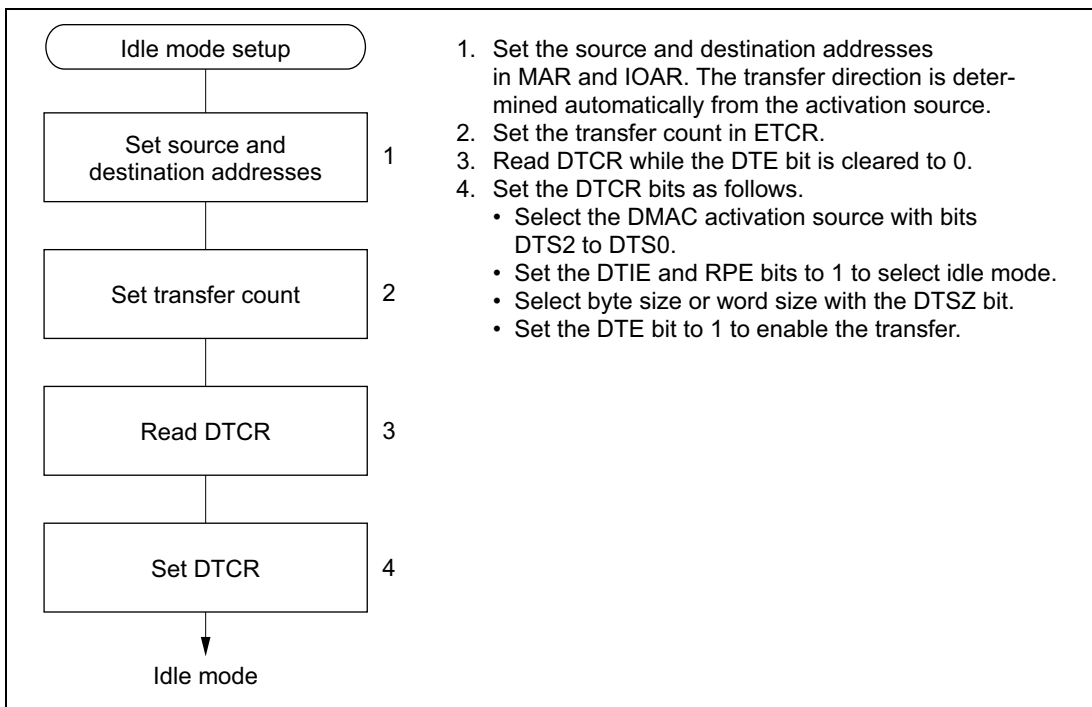 Idle mode setup
Set source and
destination addresses
1
Set transfer count
2
Read DTCR
3
Set DTCR
4
Idle mode
1. Set the source and destination addresses
in MAR and IOAR. The transfer direction is deter-
mined automatically from the activation source.
2. Set the transfer count in ETCR.
3. Read DTCR while the DTE bit is cleared to 0.
4. Set the DTCR bits as follows.
• Select the DMAC activation source with bits
DTS2 to DTS0.
• Set the DTIE and RPE bits to 1 to select idle mode.
• Select byte size or word size with the DTSZ bit.
• Set the DTE bit to 1 to enable the transfer.